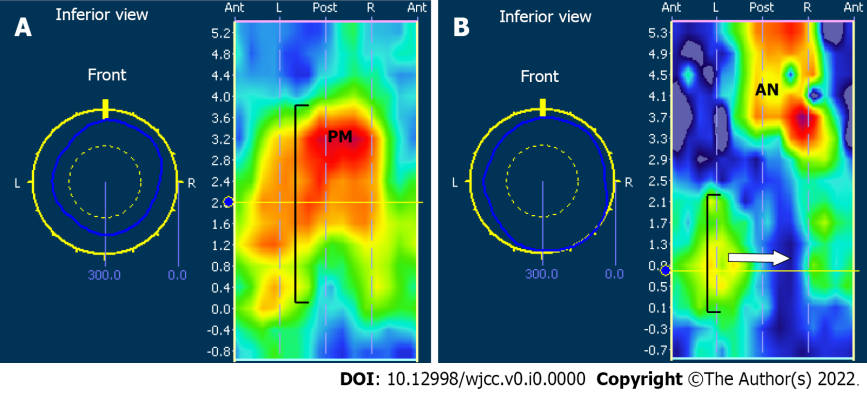 A
Inferior view
Front
L
R
300.0
0.0
Ant L Post R Ant
5.2
4.8
4.4
4.0
3.6
3.2
2.8
2.4
2.0
1.6
1.2
0.8
0.4
0.0
-0.4
-0.8
PM
B
Inferior view
Front
L
R
300.0
0.0
Ant L Post R Ant
5.3
4.9
4.5
4.1
3.7
3.3
2.9
2.5
2.1
1.7
1.3
0.5
0.1
-0.3
-0.7
AN
DOI: 10.12998/wjcc.v0.i0.0000 Copyright ©The Author(s) 2022.